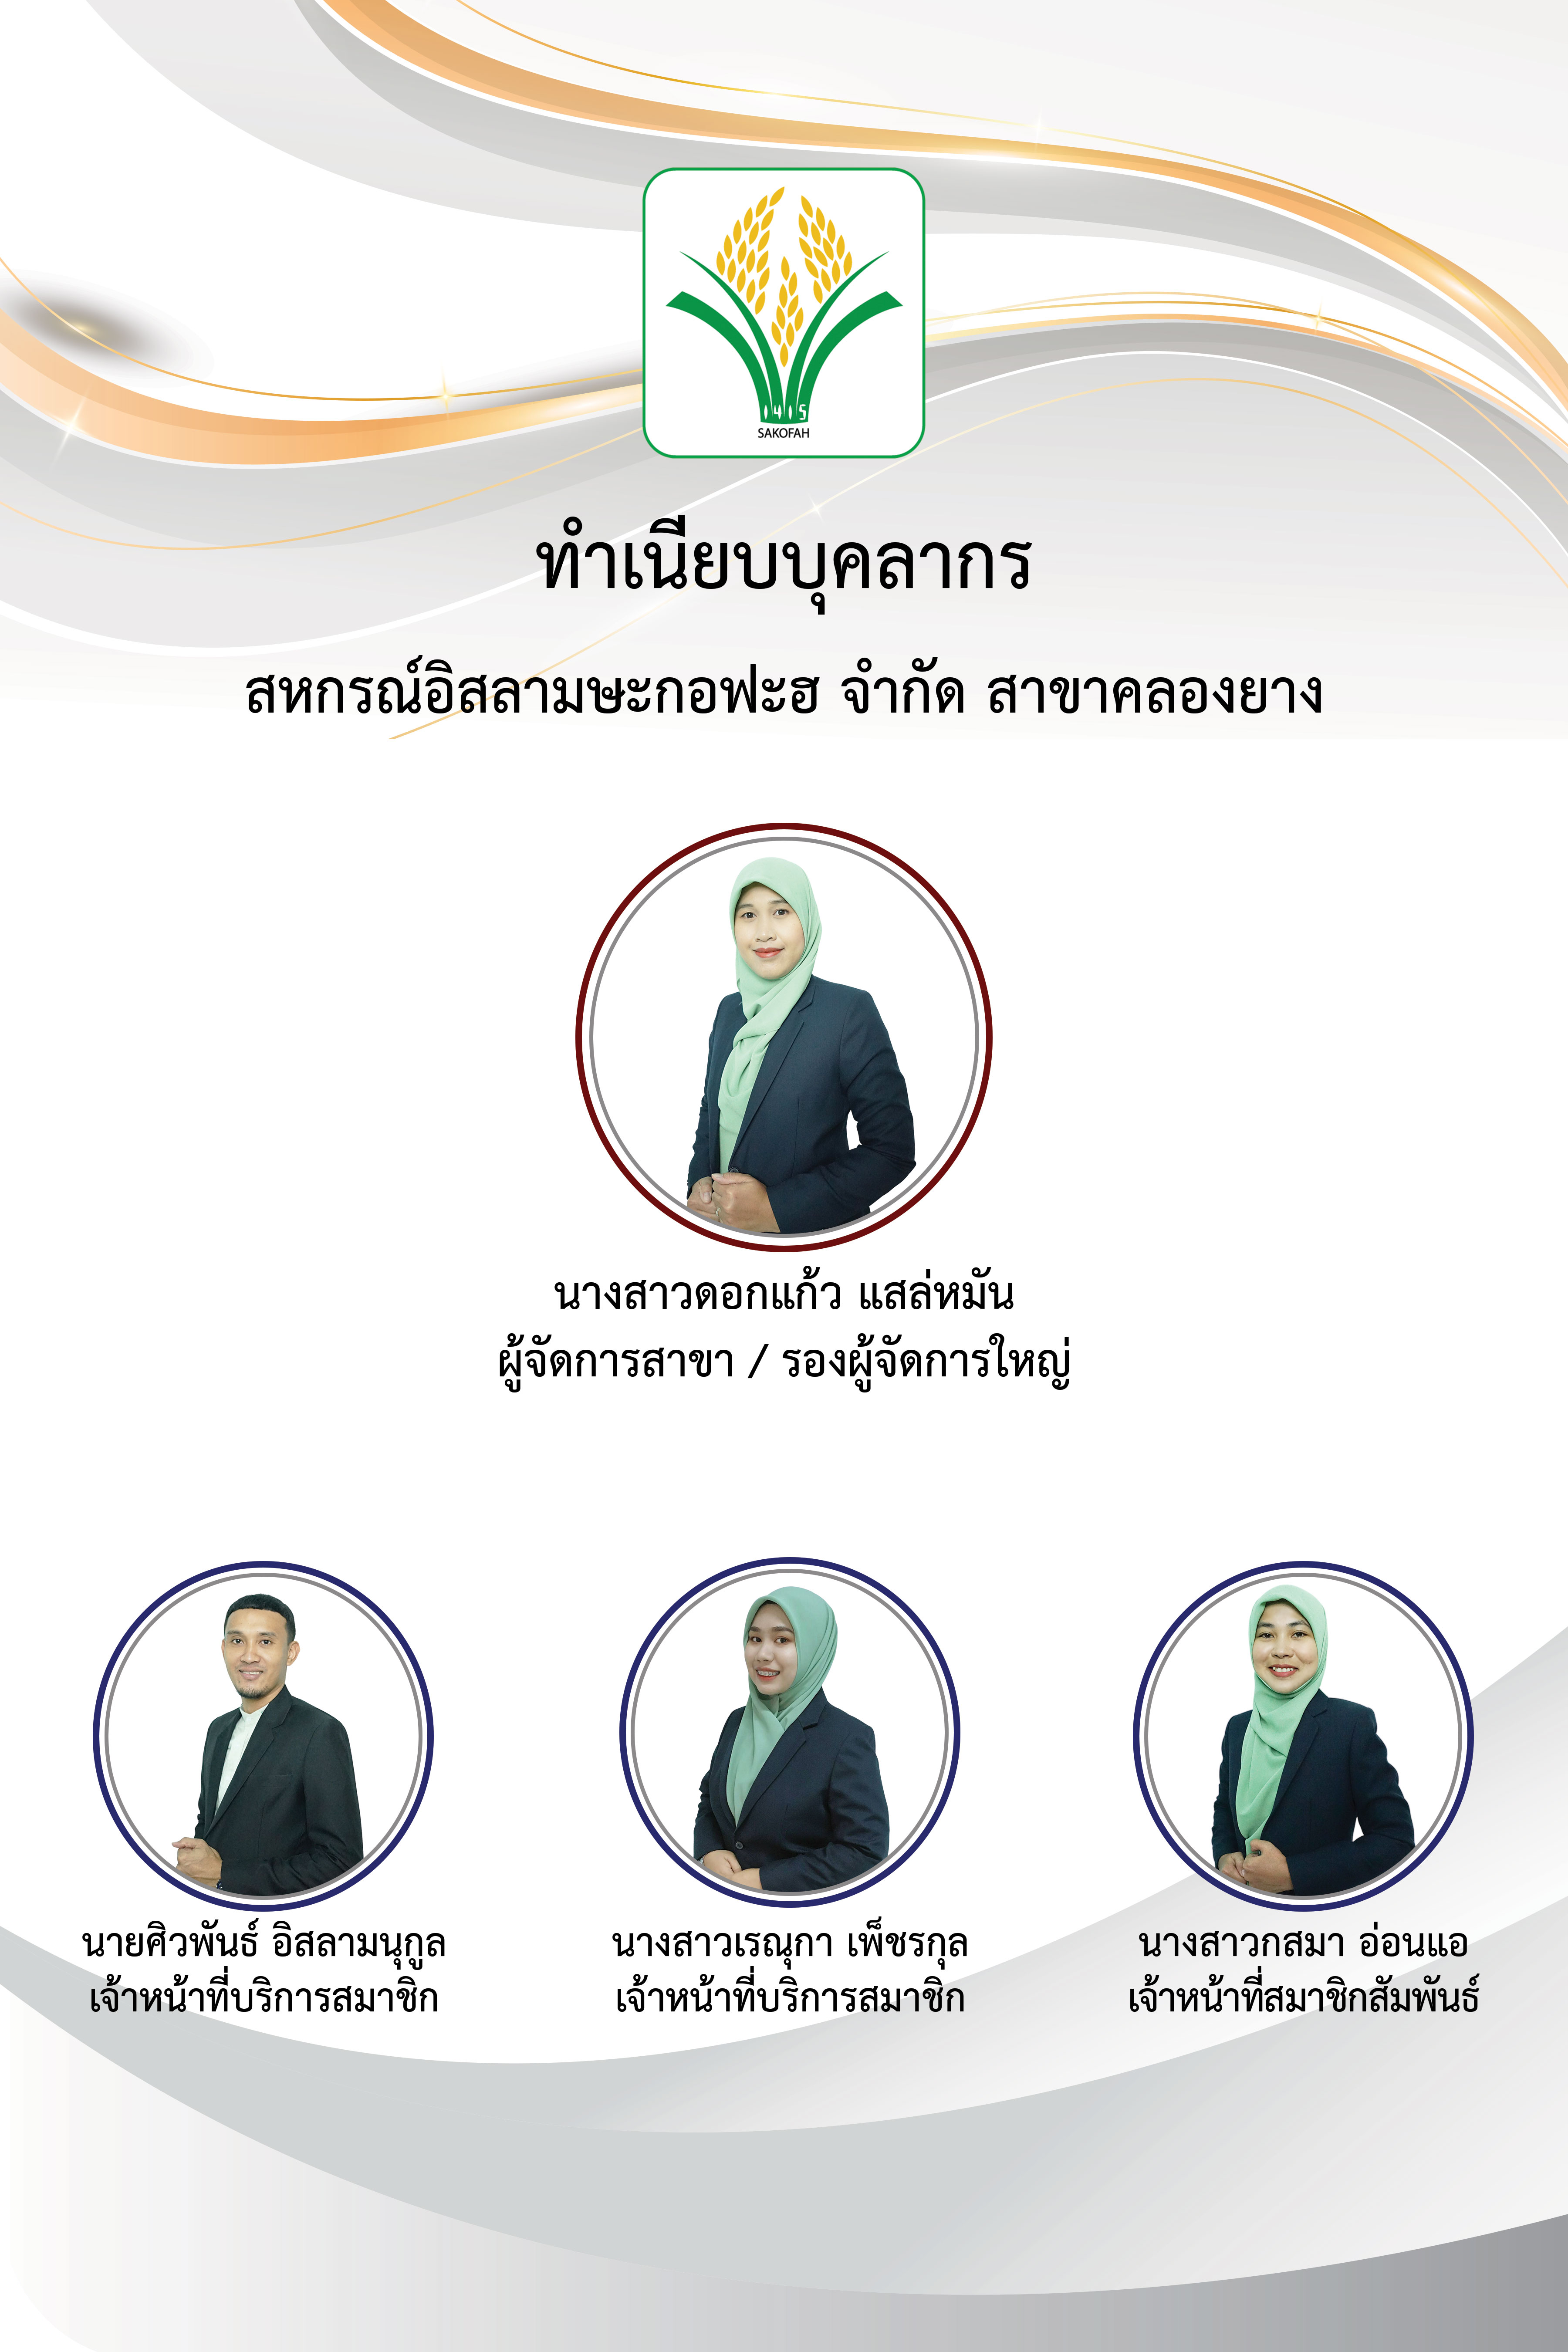 1415
SAKOFAH
ทำเนียบบุคลากร
สหกรณ์อิสลามษะกอฟะฮ จำกัด สาขาคลองยาง
นางสาวดอกแก้ว แสล่หมัน
ผู้จัดการสาขา / รองผู้จัดการใหญ่
นายศิวพันธ์ อิสลามนุกูล
เจ้าหน้าที่บริการสมาชิก
นางสาวเรณุกา เพ็ชรกุล
เจ้าหน้าที่บริการสมาชิก
นางสาวกสมา อ่อนแอ
เจ้าหน้าที่สมาชิกสัมพันธ์